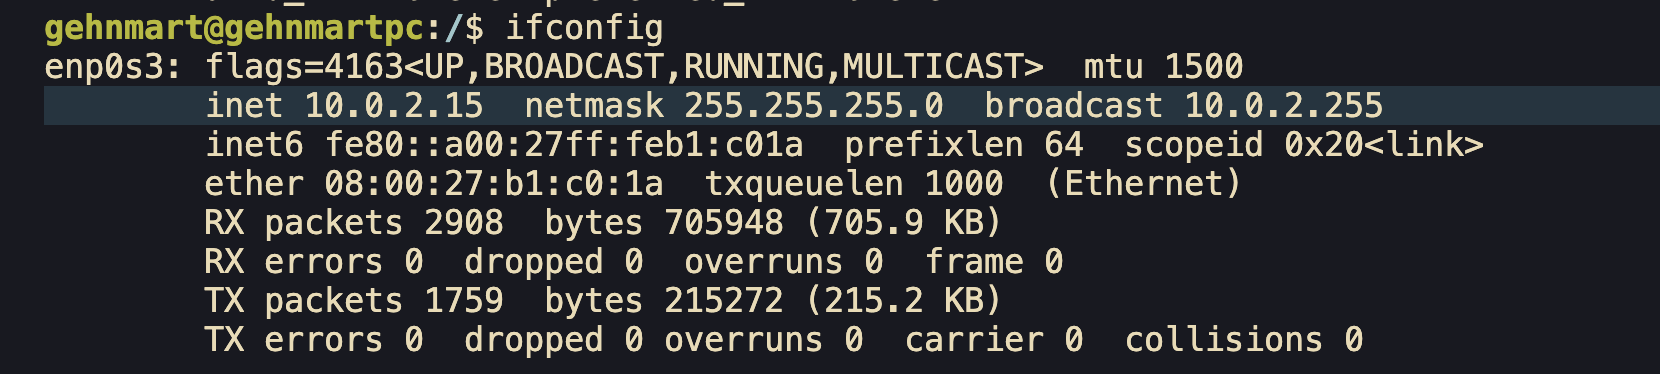 gehnmart@gehnmartpc:/$ ifconfig
enp0s3: flags=4163<UP,BROADCAST,RUNNING,MULTICAST>  mtu 1500
        inet 10.0.2.15  netmask 255.255.255.0  broadcast 10.0.2.255
        inet6 fe80::a00:27ff:feb1:c01a  prefixlen 64  scopeid 0x20<link>
        ether 08:00:27:b1:c0:1a  txqueuelen 1000  (Ethernet)
        RX packets 2908  bytes 705948 (705.9 KB)
        RX errors 0  dropped 0  overruns 0  frame 0
        TX packets 1759  bytes 215272 (215.2 KB)
        TX errors 0  dropped 0 overruns 0  carrier 0  collisions 0